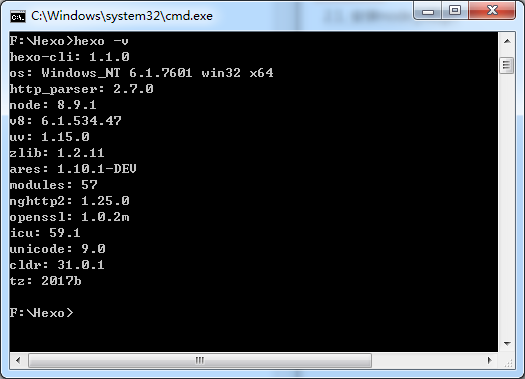 C:\Windows\system32\cmd.exe
F:\Hexo>hexo -v
hexo-cli: 1.1.0
os: Windows_NT 6.1.7601 win32 x64
http_parser: 2.7.0
node: 8.9.1
v8: 6.1.534.47
uv: 1.15.0
zlib: 1.2.11
ares: 1.10.1-DEV
modules: 57
nghttp2: 1.25.0
openssl: 1.0.2m
icu: 59.1
unicode: 9.0
cldr: 31.0.1
tz: 2017b
F:\Hexo>